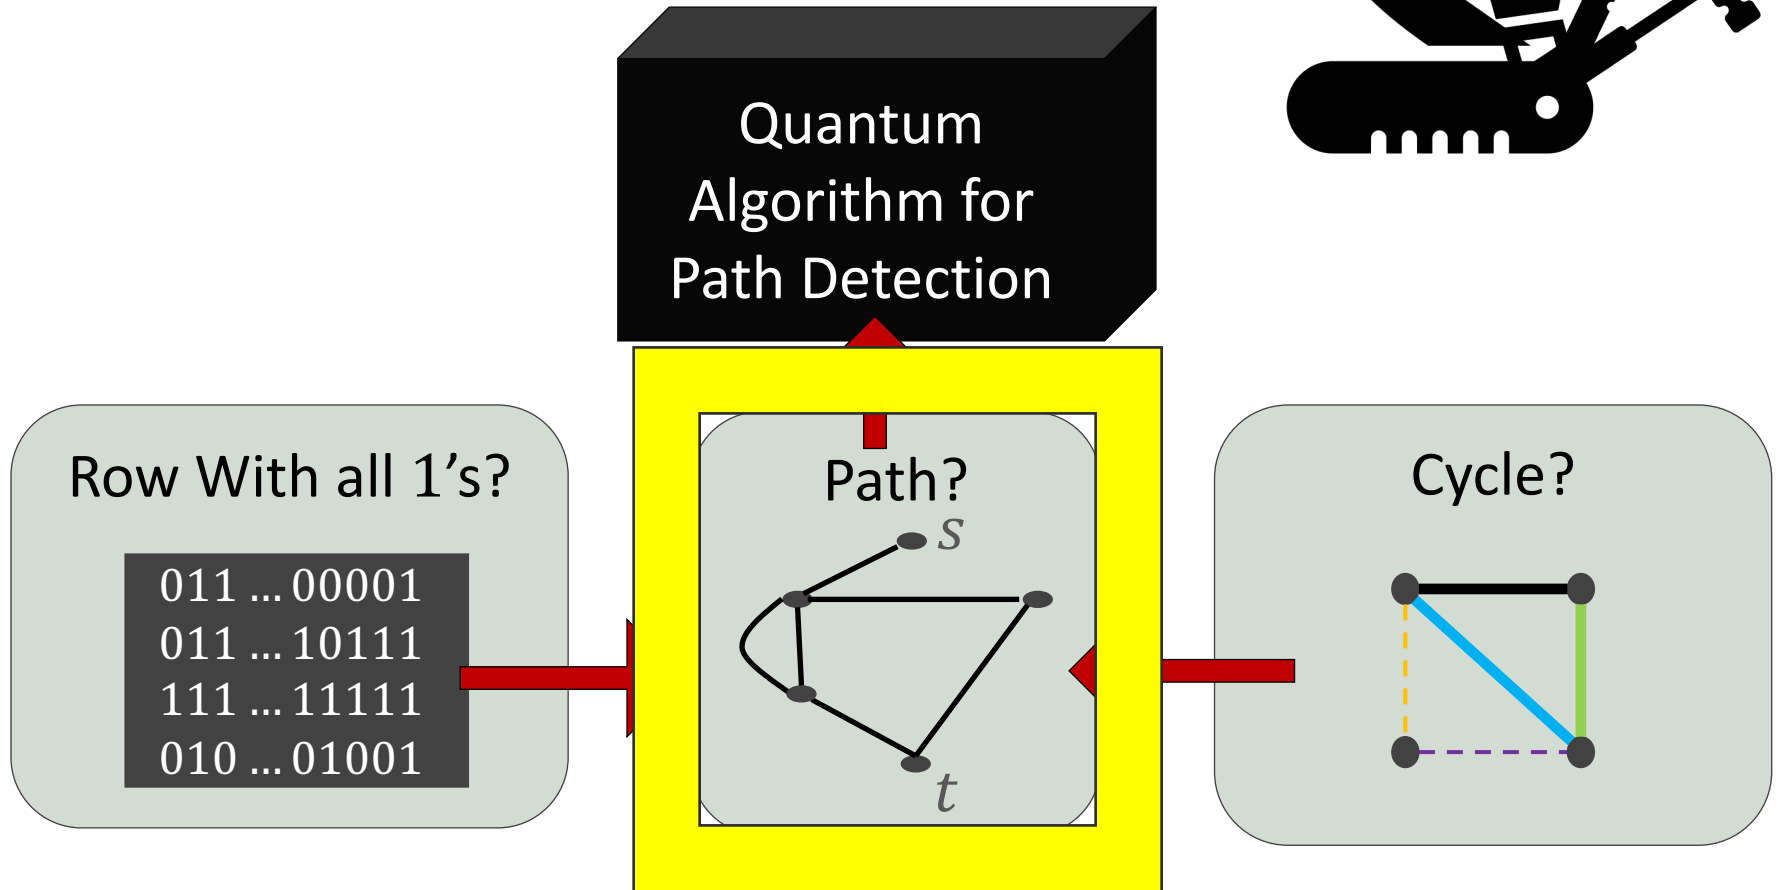 Quantum
Algorithm for
Path Detection
Row With all 1's?
011 ... 00001
011 ... 10111
111 ... 11111
010 ... 01001
Path?
s
t
Cycle?